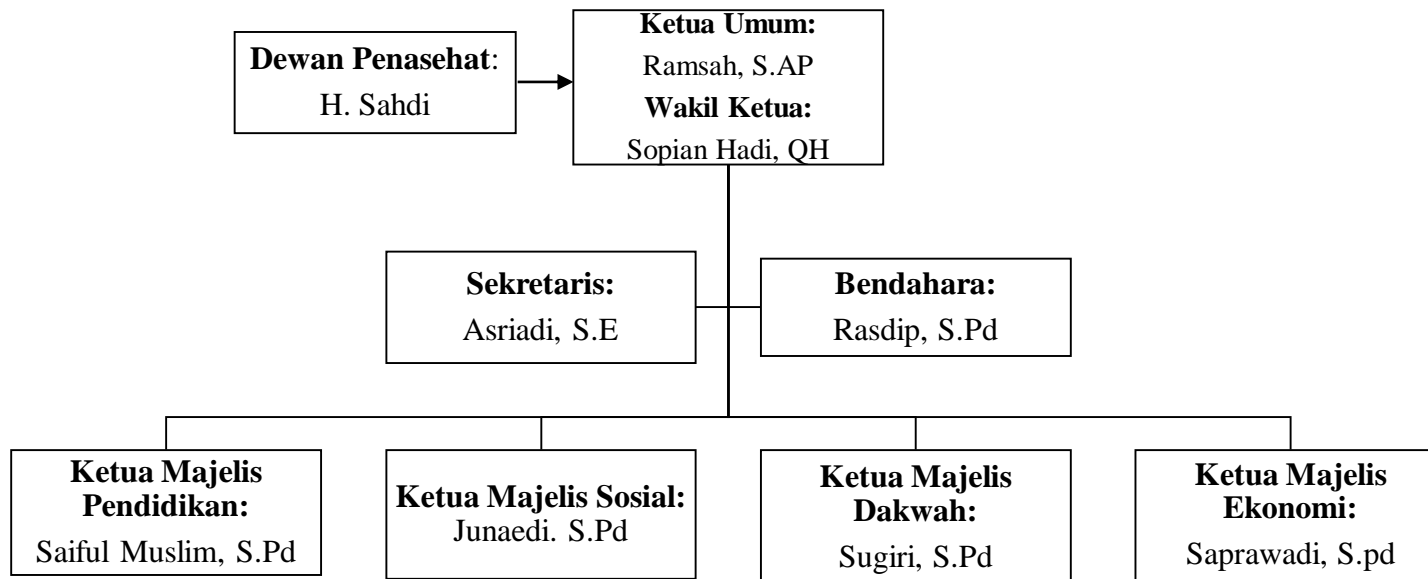 Dewan Penasehat:
H. Sahdi
Ketua Umum:
Ramsah, S.AP
Wakil Ketua:
Sopian Hadi, QH
Sekretaris:
Asriadi, S.E
Bendahara:
Rasdip, S.Pd
Ketua Majelis
Pendidikan:
Saiful Muslim, S.Pd
Ketua Majelis Sosial:
Junaedi. S.Pd
Ketua Majelis
Dakwah:
Sugiri, S.Pd
Ketua Majelis
Ekonomi:
Saprawadi, S.pd